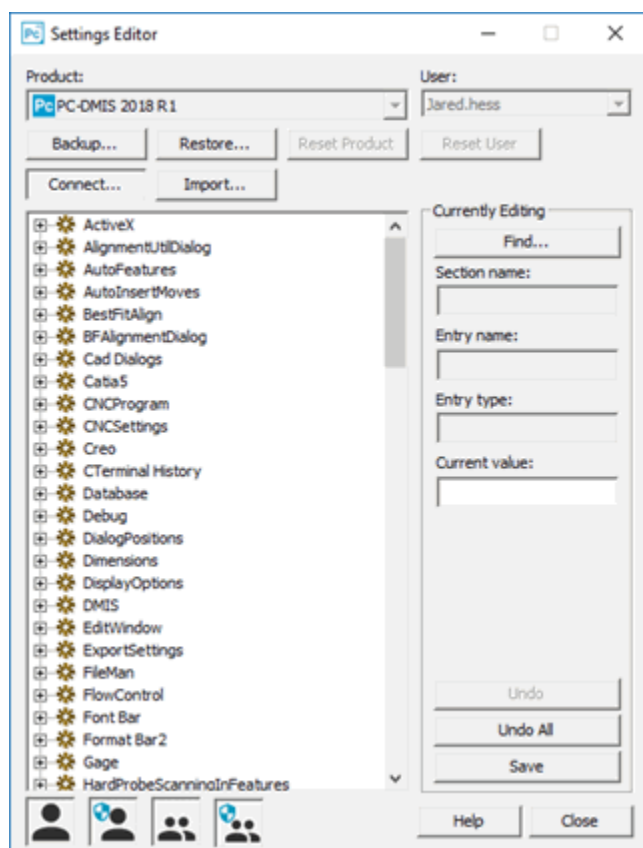 Pc Settings Editor
Product: User:
Pc PC-DMIS 2018 R1 Jared.hess
Backup... Restore... Reset Product Reset User
Connect... Import...
ActiveX
AlignmentUtilDialog
AutoFeatures
AutoInsertMoves
BestFitAlign
BFAlignmentDialog
Cad Dialogs
Catia5
CNCProgram
CNCSettings
Creo
CTerminal History
Database
Debug
DialogPositions
Dimensions
DisplayOptions
DMIS
EditWindow
ExportSettings
FileMan
FlowControl
Font Bar
Format Bar2
Gage
HardProbeScanningInFeatures
Currently Editing
Find...
Section name:
Entry name:
Entry type:
Current value:
Undo
Undo All
Save
Help Close